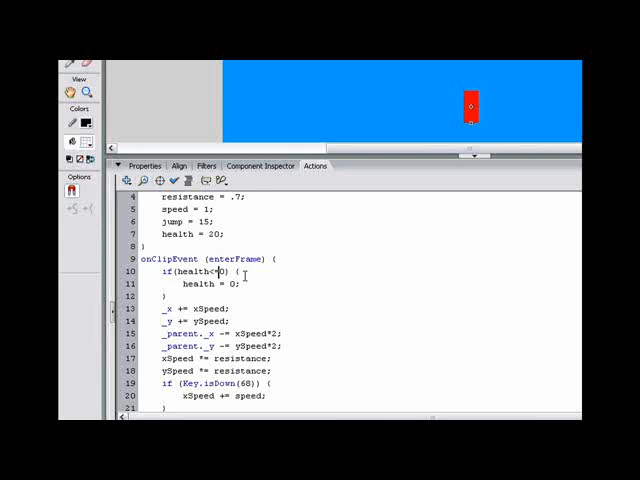 View
Colors
Options
Properties Align Filters Component Inspector Actions
4 resistance = .7;
5 speed = 1;
6 jump = 15;
7 health = 20;
8 }
9 onClipEvent (enterFrame) {
10 if(health<=0) {
11 health = 0;
12 }
13 _x += xSpeed;
14 _y += ySpeed;
15 _parent._x -= xSpeed*2;
16 _parent._y -= ySpeed*2;
17 xSpeed *= resistance;
18 ySpeed *= resistance;
19 if (Key.isDown(68)) {
20 xSpeed += speed;
21 }